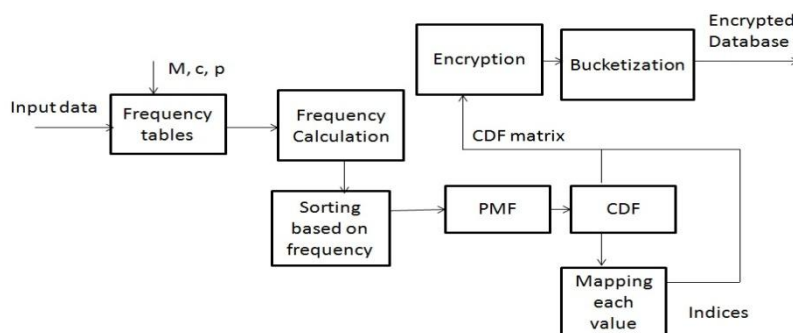 Encrypted
Database
M, c, p
Encryption
Bucketization
Input data
Frequency
tables
Frequency
Calculation
CDF matrix
Sorting
based on
frequency
PMF
CDF
Mapping
each
value
Indices